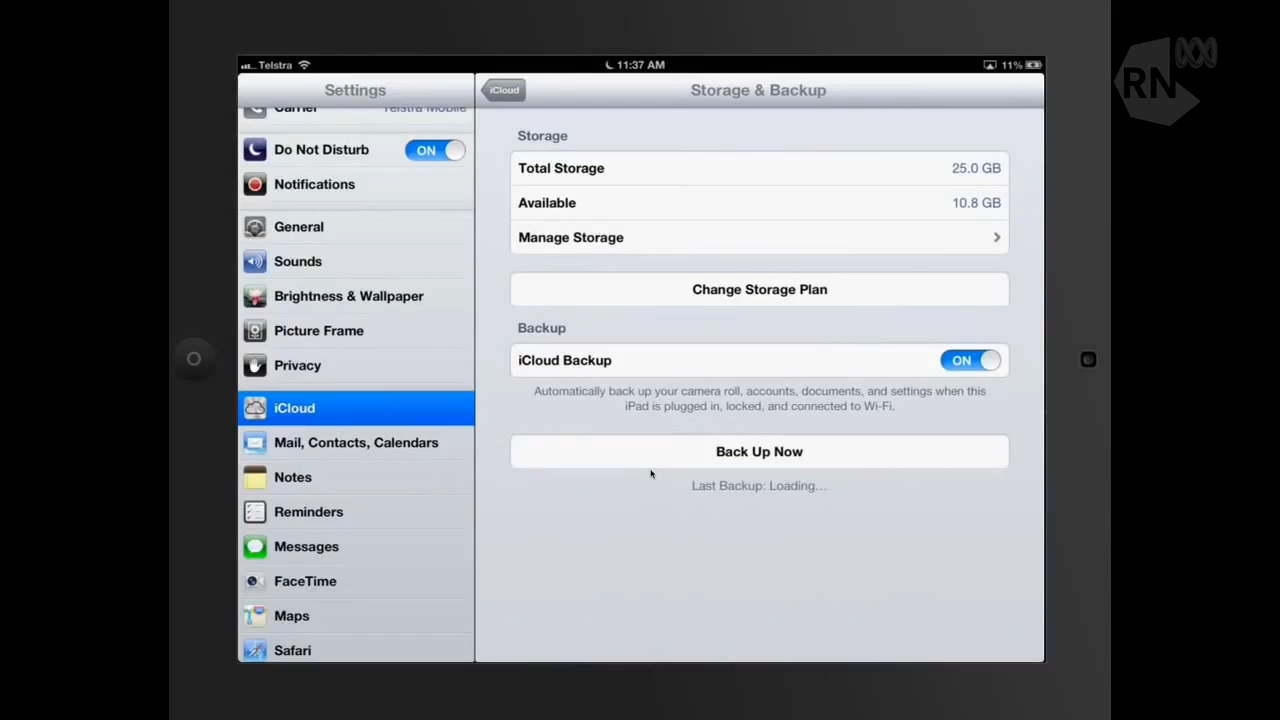 Telstra
11:37 AM
11%
Settings
Carrier Telstra Mobile
Do Not Disturb ON
Notifications
General
Sounds
Brightness & Wallpaper
Picture Frame
Privacy
iCloud
Mail, Contacts, Calendars
Notes
Reminders
Messages
FaceTime
Maps
Safari
iCloud
Storage & Backup
Storage
Total Storage 25.0 GB
Available 10.8 GB
Manage Storage
Change Storage Plan
Backup
iCloud Backup ON
Automatically back up your camera roll, accounts, documents, and settings when this
iPad is plugged in, locked, and connected to Wi-Fi.
Back Up Now
Last Backup: Loading...
RN